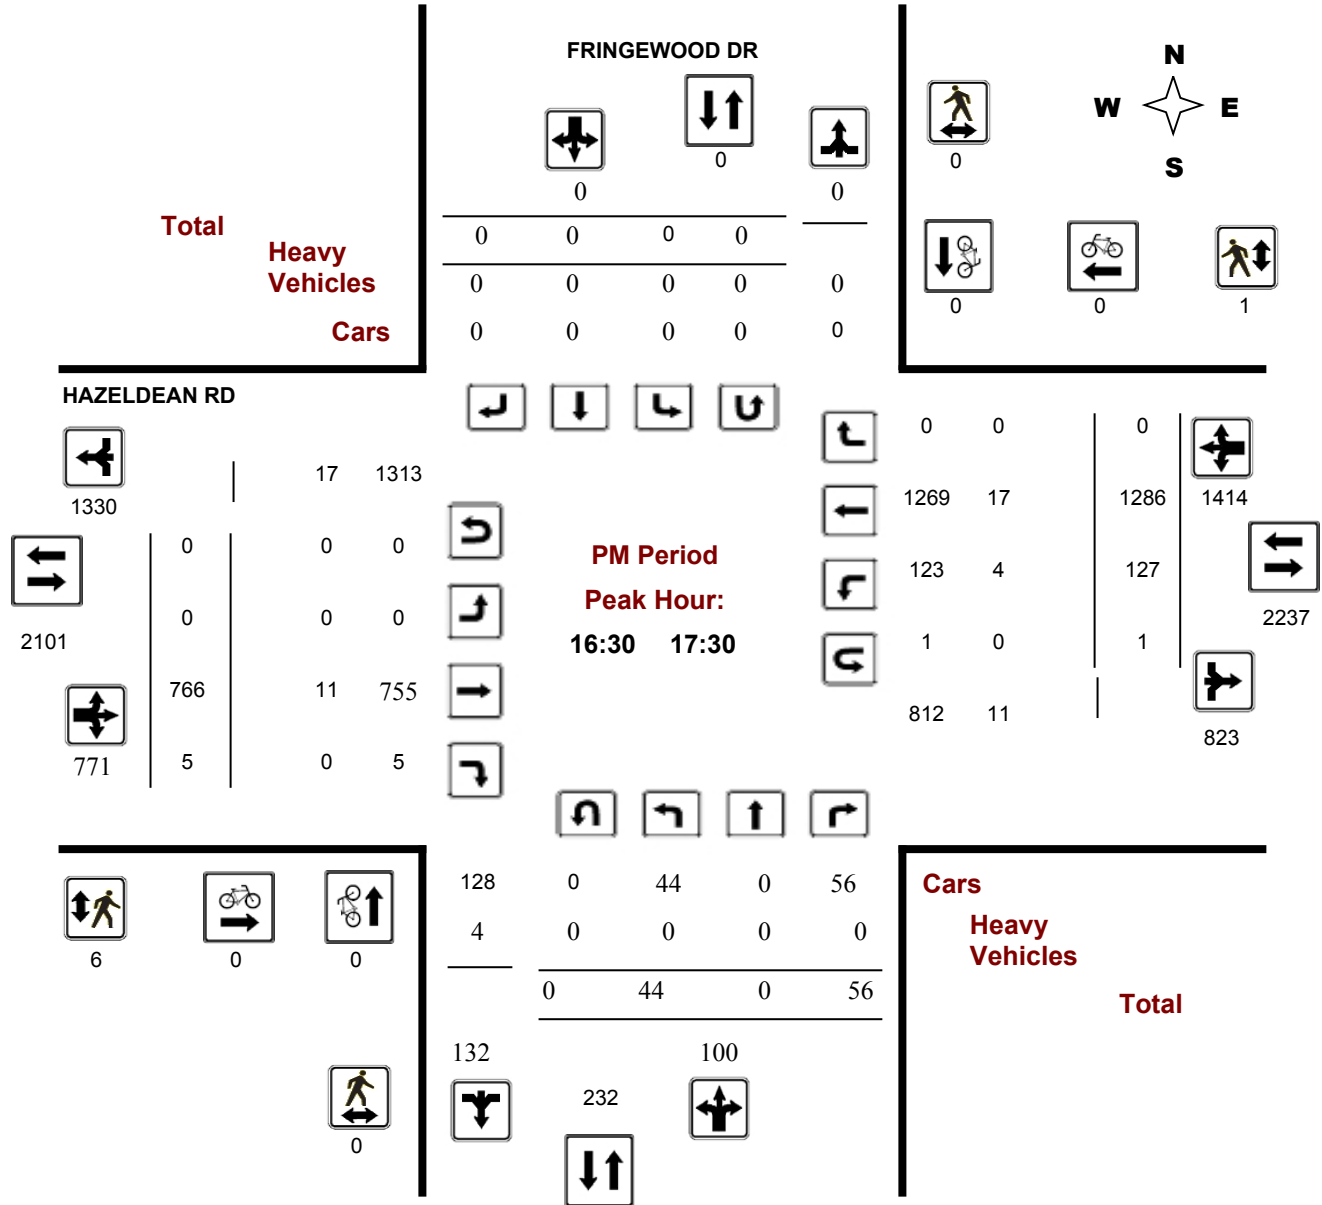 FRINGEWOOD DR
N
W E
S
0
0
0 0
Total
0 0 0 0
Heavy
Vehicles
0 0 0 0 0
Cars
0 0 0 0 0
0 0 1
HAZELDEAN RD
17 1313
1330
0 0 0
0 0 0
2101
766 11 755
771 5 0 5
PM Period
Peak Hour:
16:30 17:30
0 0 0
1269 17 1286 1414
123 4 127
2237
1 0 1
812 11
823
128 0 44 0 56
4 0 0 0 0
0 44 0 56
132 100
232
6 0 0
0
Cars
Heavy
Vehicles
Total